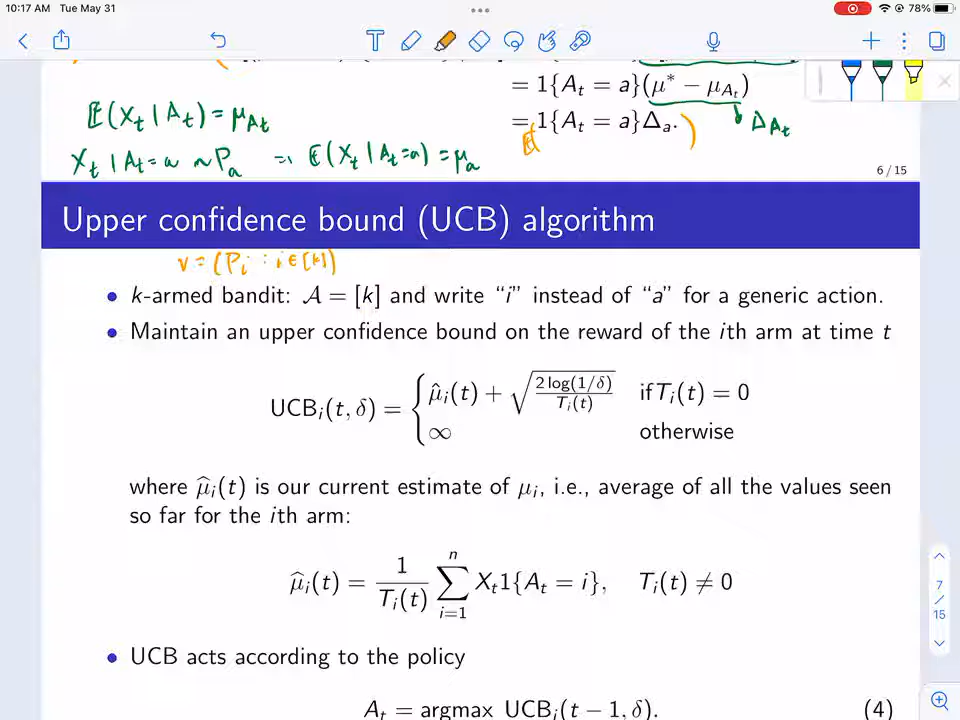 10:17 AM Tue May 31
78%
= 1{A_t = a}(μ* − μ_{A_t})
E(X_t | A_t) = μ_{A_t}
= 1{A_t = a}Δ_a.
E( )
Δ_{A_t}
X_t | A_t = a ~ P_a ⇒ E(X_t | A_t = a) = μ_a
6 / 15
Upper confidence bound (UCB) algorithm
ν = (P_i : i ∈ [k])
• k-armed bandit: 𝒜 = [k] and write “i” instead of “a” for a generic action.
• Maintain an upper confidence bound on the reward of the ith arm at time t
UCB_i(t, δ) = { μ̂_i(t) + √(2 log(1/δ) / T_i(t)) if T_i(t) = 0
∞ otherwise
where μ̂_i(t) is our current estimate of μ_i, i.e., average of all the values seen
so far for the ith arm:
μ̂_i(t) = 1/T_i(t) ∑_{i=1}^{n} X_t 1{A_t = i}, T_i(t) ≠ 0
7
/
15
• UCB acts according to the policy
A_t = argmax UCB_i(t − 1, δ). (4)